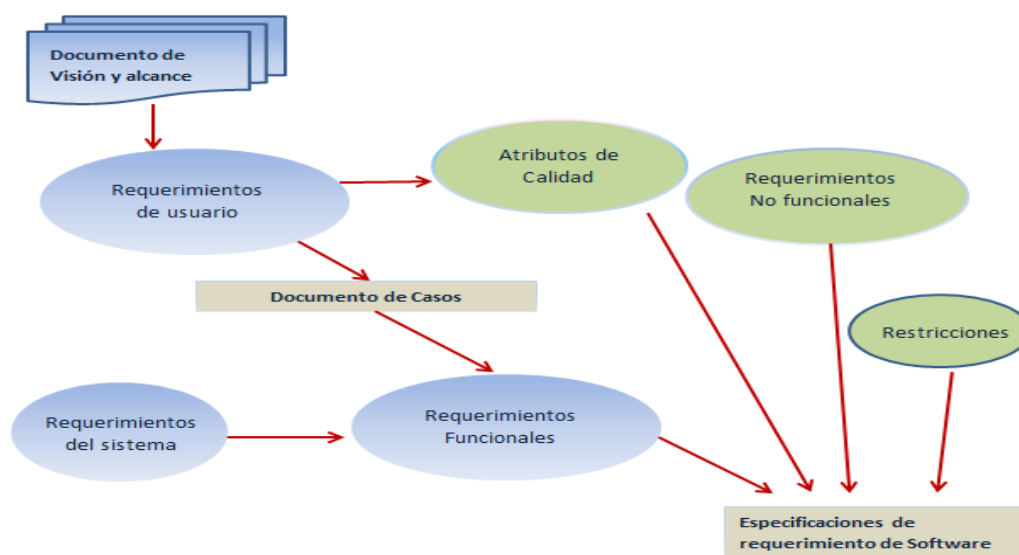 Documento de
Visión y alcance
Requerimientos
de usuario
Atributos de
Calidad
Requerimientos
No funcionales
Documento de Casos
Restricciones
Requerimientos
del sistema
Requerimientos
Funcionales
Especificaciones de
requerimiento de Software